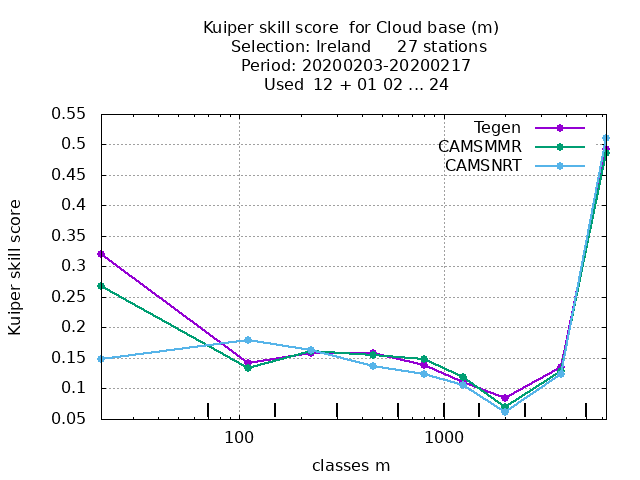 Kuiper skill score  for Cloud base (m)
Selection: Ireland     27 stations
Period: 20200203-20200217
Used  12 + 01 02 ... 24
Tegen
CAMSMMR
CAMSNRT
0.55
0.5
0.45
0.4
0.35
0.3
0.25
0.2
0.15
0.1
0.05
Kuiper skill score
100
1000
classes m